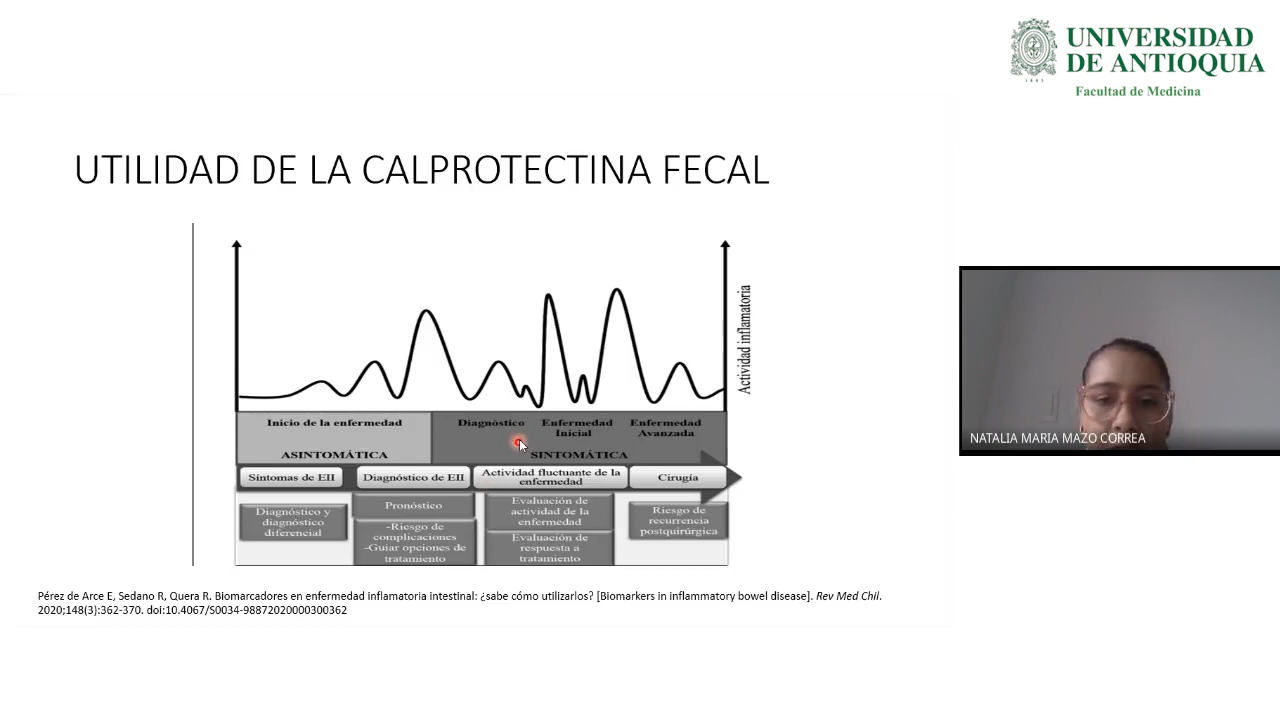 UNIVERSIDAD
DE ANTIOQUIA
1803
Facultad de Medicina
UTILIDAD DE LA CALPROTECTINA FECAL
Actividad inflamatoria
Inicio de la enfermedad
ASINTOMÁTICA
Diagnóstico
Enfermedad
Inicial
Enfermedad
Avanzada
SINTOMÁTICA
Síntomas de EII
Diagnóstico de EII
Actividad fluctuante de la
enfermedad
Cirugía
Diagnóstico y
diagnóstico
diferencial
Pronóstico
-Riesgo de
complicaciones
-Guiar opciones de
tratamiento
Evaluación de
actividad de la
enfermedad
Evaluación de
respuesta a
tratamiento
Riesgo de
recurrencia
postquirúrgica
NATALIA MARIA MAZO CORREA
Pérez de Arce E, Sedano R, Quera R. Biomarcadores en enfermedad inflamatoria intestinal: ¿sabe cómo utilizarlos? [Biomarkers in inflammatory bowel disease]. Rev Med Chil.
2020;148(3):362-370. doi:10.4067/S0034-98872020000300362